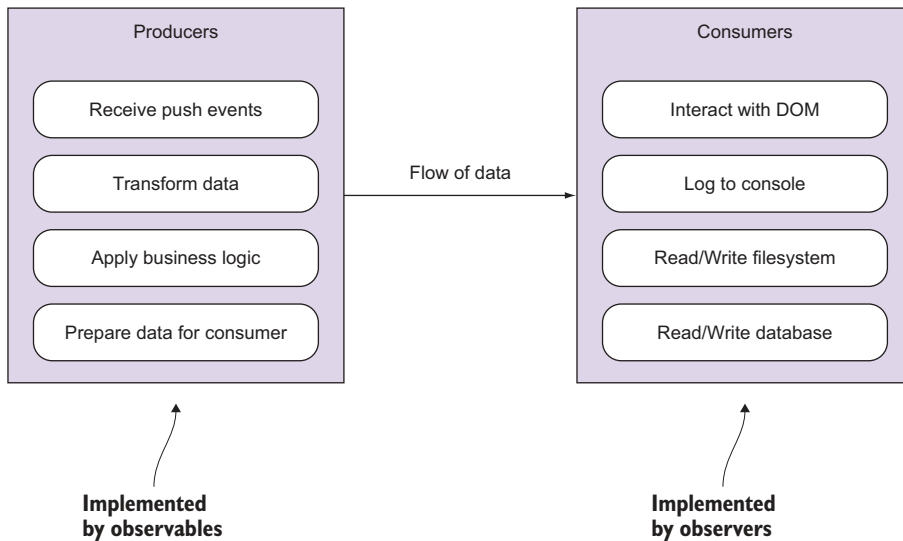 Producers
Receive push events
Transform data
Apply business logic
Prepare data for consumer
Flow of data
Consumers
Interact with DOM
Log to console
Read/Write filesystem
Read/Write database
Implemented
by observables
Implemented
by observers